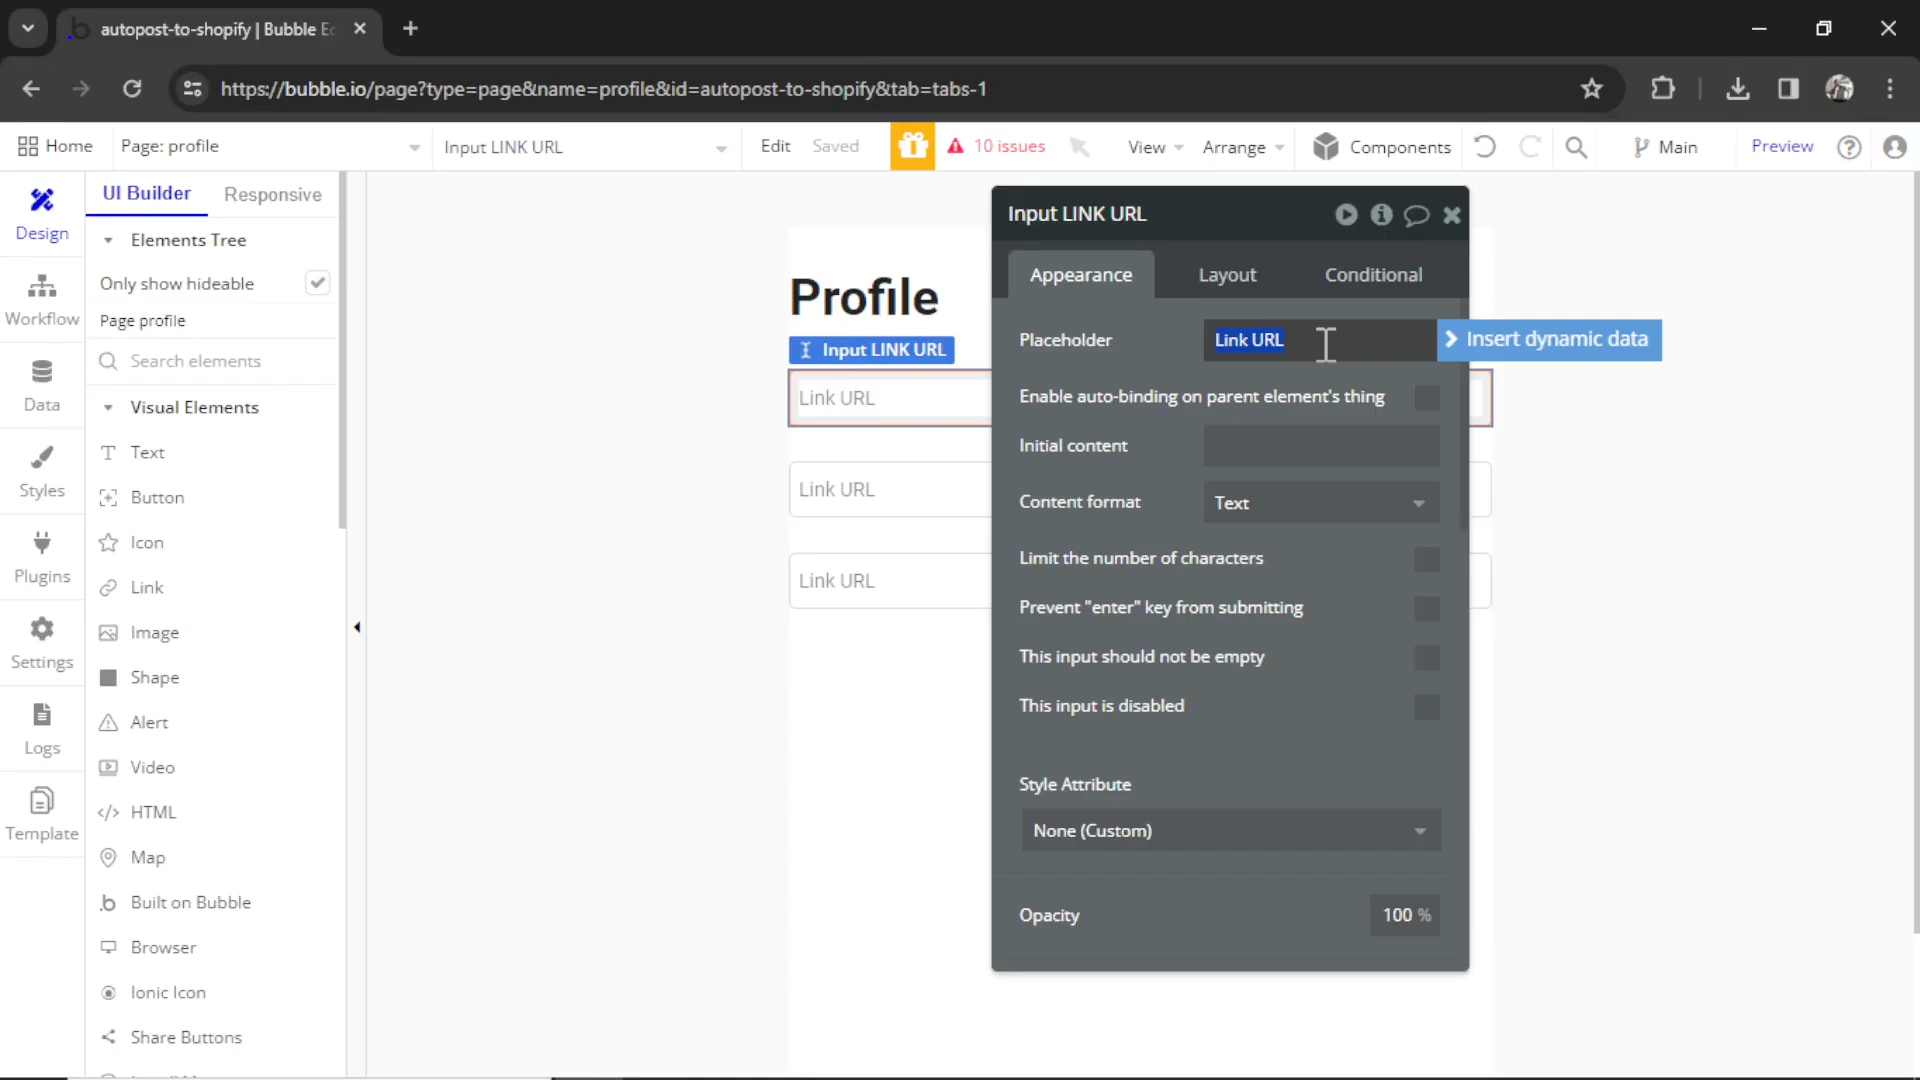 autopost-to-shopify | Bubble Ed
https://bubble.io/page?type=page&name=profile&id=autopost-to-shopify&tab=tabs-1
Home
Page: profile
Input LINK URL
Edit
Saved
10 issues
View
Arrange
Components
Main
Preview
Design
Workflow
Data
Styles
Plugins
Settings
Logs
Template
UI Builder
Responsive
Elements Tree
Only show hideable
Page profile
Search elements
Visual Elements
Text
Button
Icon
Link
Image
Shape
Alert
Video
HTML
Map
Built on Bubble
Browser
Ionic Icon
Share Buttons
Profile
Input LINK URL
Link URL
Link URL
Link URL
Input LINK URL
Appearance
Layout
Conditional
Placeholder
Link URL
Insert dynamic data
Enable auto-binding on parent element's thing
Initial content
Content format
Text
Limit the number of characters
Prevent "enter" key from submitting
This input should not be empty
This input is disabled
Style Attribute
None (Custom)
Opacity
100 %